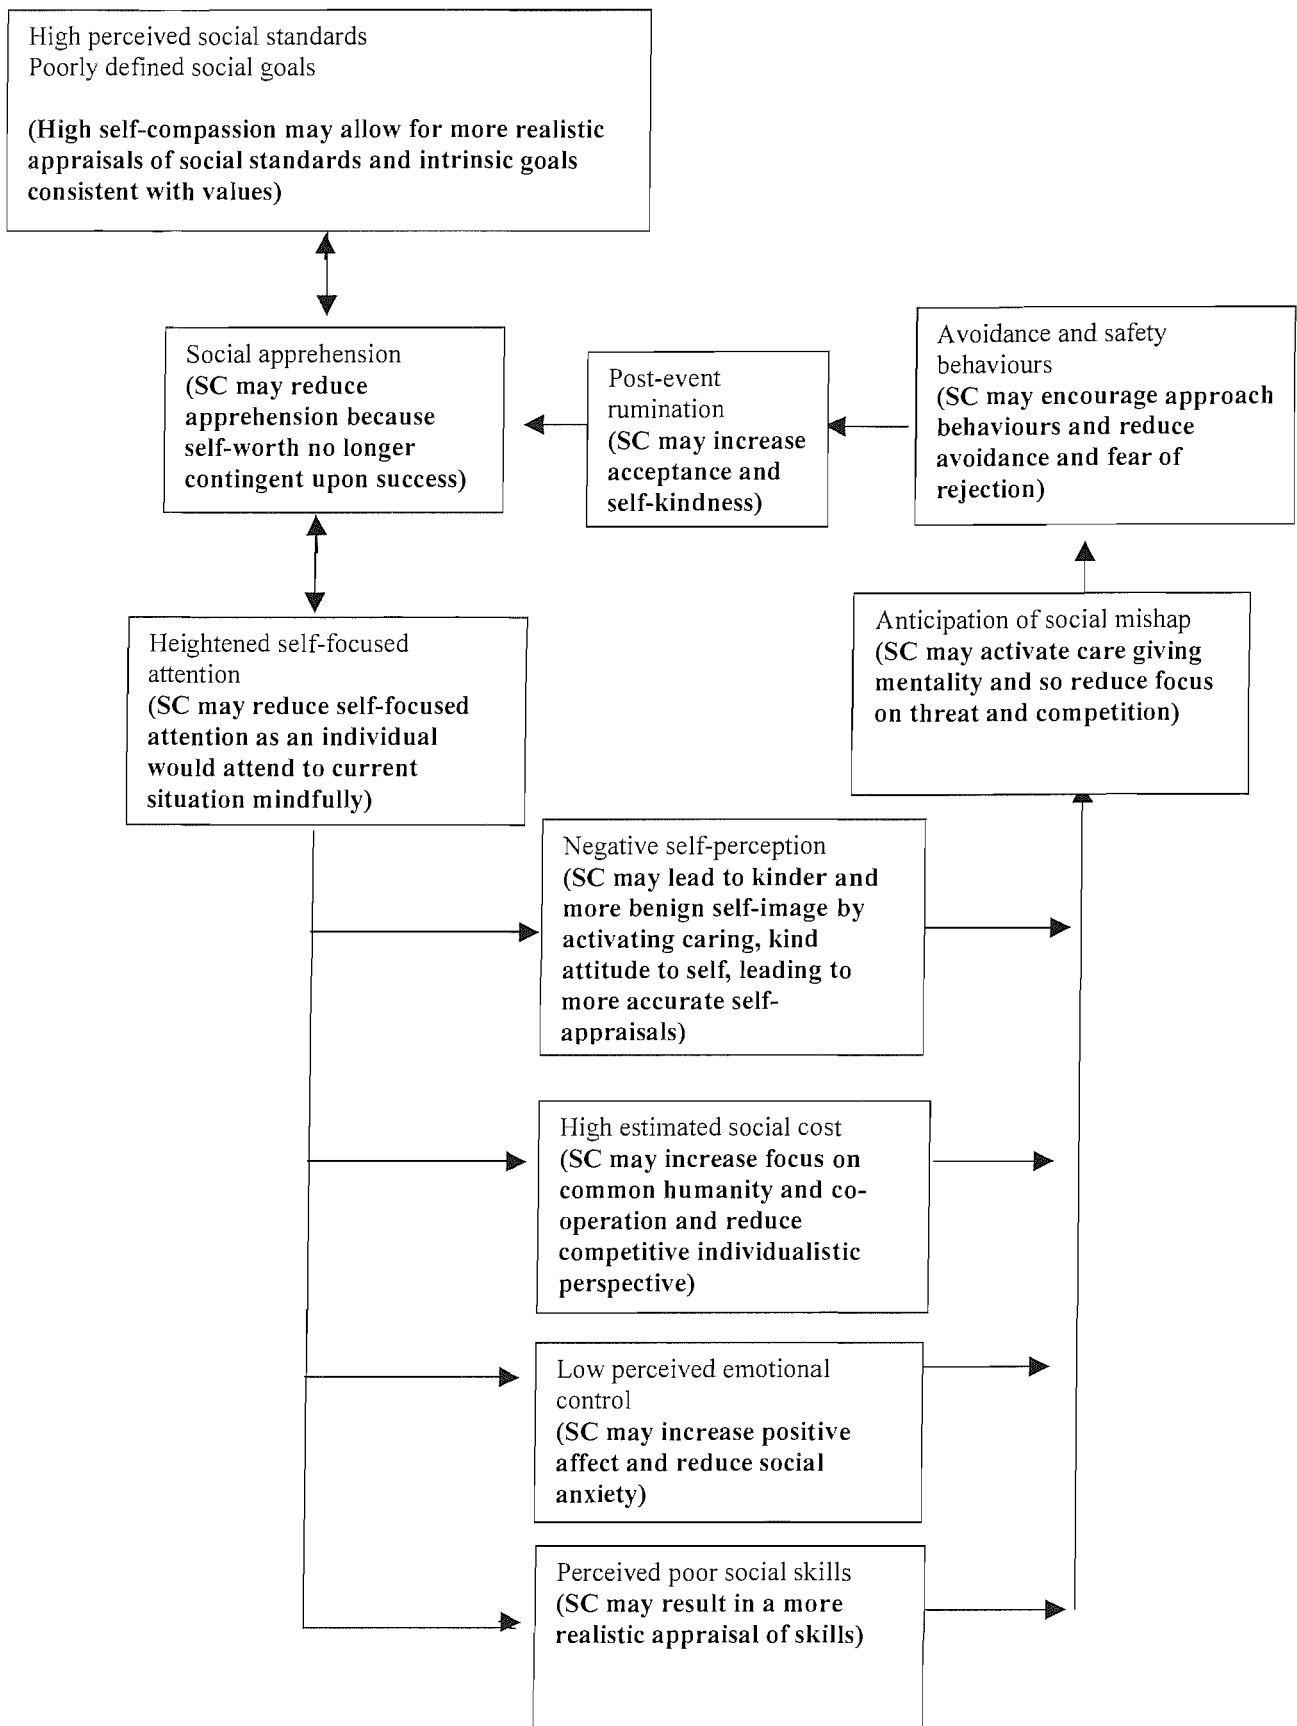 High perceived social standards
Poorly defined social goals
(High self-compassion may allow for more realistic
appraisals of social standards and intrinsic goals
consistent with values)
Social apprehension
(SC may reduce
apprehension because
self-worth no longer
contingent upon success)
Post-event
rumination
(SC may increase
acceptance and
self-kindness)
Avoidance and safety
behaviours
(SC may encourage approach
behaviours and reduce
avoidance and fear of
rejection)
Heightened self-focused
attention
(SC may reduce self-focused
attention as an individual
would attend to current
situation mindfully)
Anticipation of social mishap
(SC may activate care giving
mentality and so reduce focus
on threat and competition)
Negative self-perception
(SC may lead to kinder and
more benign self-image by
activating caring, kind
attitude to self, leading to
more accurate self-
appraisals)
High estimated social cost
(SC may increase focus on
common humanity and co-
operation and reduce
competitive individualistic
perspective)
Low perceived emotional
control
(SC may increase positive
affect and reduce social
anxiety)
Perceived poor social skills
(SC may result in a more
realistic appraisal of skills)